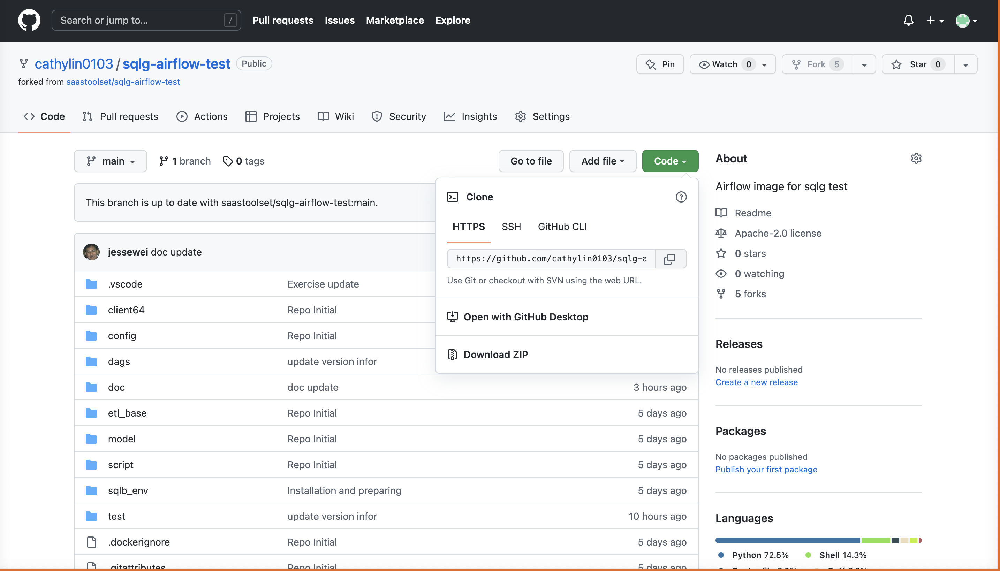 Search or jump to... /
Pull requests Issues Marketplace Explore
cathylin0103 / sqlg-airflow-test Public
Pin Watch 0 Fork 5 Star 0
forked from saastoolset/sqlg-airflow-test
Code Pull requests Actions Projects Wiki Security Insights Settings
main 1 branch 0 tags
Go to file Add file Code
This branch is up to date with saastoolset/sqlg-airflow-test:main.
jessewei doc update
.vscode Exercise update
client64 Repo Initial
config Repo Initial
dags update version infor
doc doc update 3 hours ago
etl_base Repo Initial 5 days ago
model Repo Initial 5 days ago
script Repo Initial 5 days ago
sqlb_env Installation and preparing 5 days ago
test update version infor 10 hours ago
.dockerignore Repo Initial 5 days ago
.gitattributes Repo Initial 5 days ago
Clone
HTTPS SSH GitHub CLI
https://github.com/cathylin0103/sqlg-a
Use Git or checkout with SVN using the web URL.
Open with GitHub Desktop
Download ZIP
About
Airflow image for sqlg test
Readme
Apache-2.0 license
0 stars
0 watching
5 forks
Releases
No releases published
Create a new release
Packages
No packages published
Publish your first package
Languages
Python 72.5% Shell 14.3%